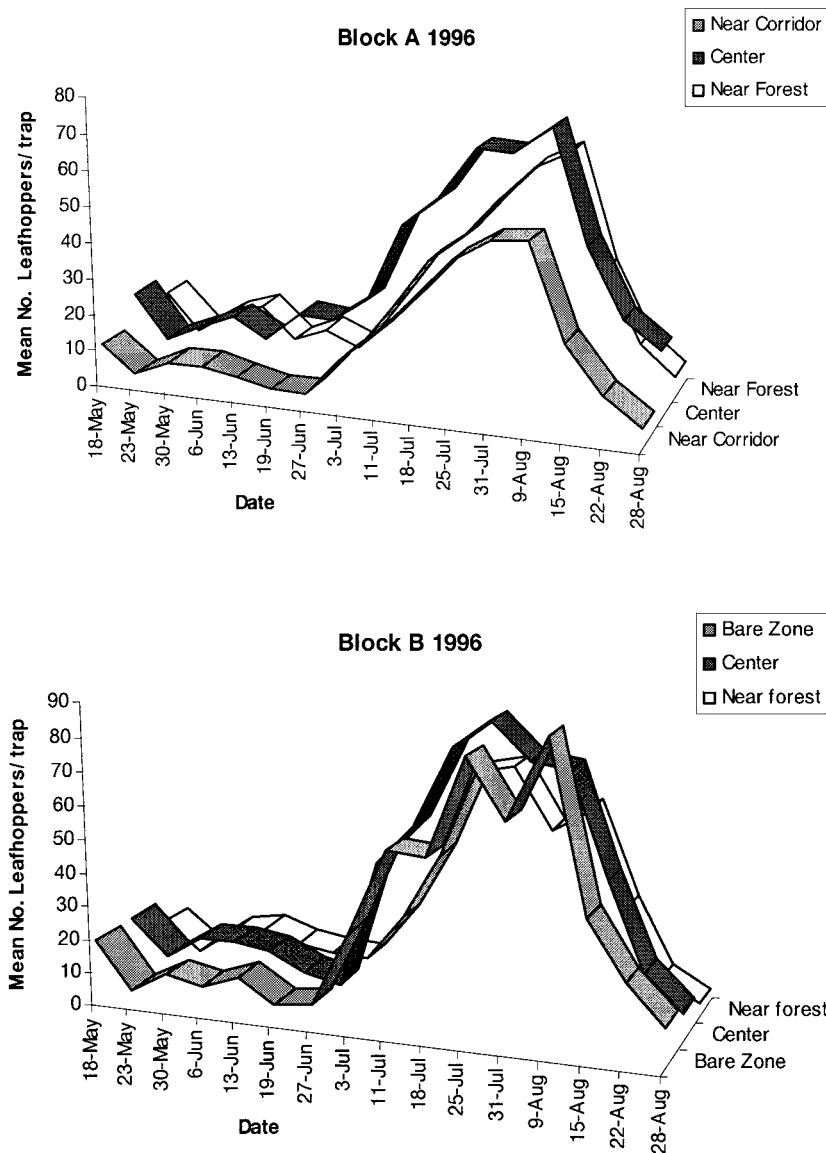 Block A 1996
Near Corridor
Center
Near Forest
Mean No. Leafhoppers/ trap
80
70
60
50
40
30
20
10
0
18-May
23-May
30-May
6-Jun
13-Jun
19-Jun
27-Jun
3-Jul
11-Jul
18-Jul
25-Jul
31-Jul
9-Aug
15-Aug
22-Aug
28-Aug
Near Forest
Center
Near Corridor
Date
Block B 1996
Bare Zone
Center
Near forest
Mean No. Leafhoppers/ trap
90
80
70
60
50
40
30
20
10
0
18-May
23-May
30-May
6-Jun
13-Jun
19-Jun
27-Jun
3-Jul
11-Jul
18-Jul
25-Jul
31-Jul
9-Aug
15-Aug
22-Aug
28-Aug
Near forest
Center
Bare Zone
Date